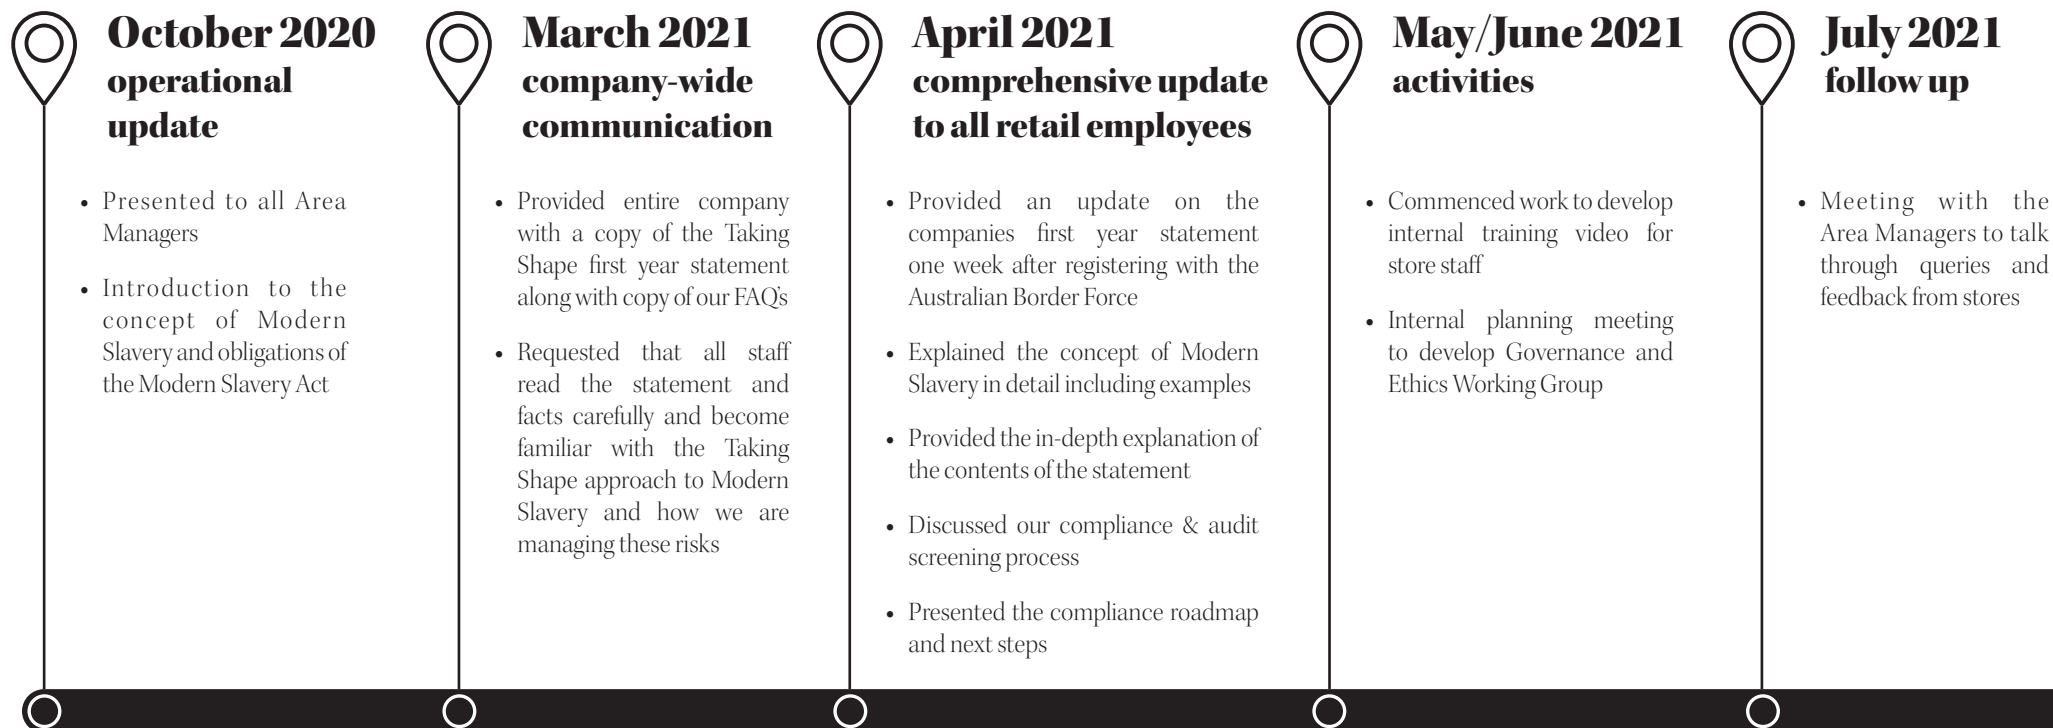 October 2020
operational
update
• Presented to all Area
Managers
• Introduction to the
concept of Modern
Slavery and obligations of
the Modern Slavery Act
March 2021
company-wide
communication
• Provided entire company
with a copy of the Taking
Shape first year statement
along with copy of our FAQ's
• Requested that all staff
read the statement and
facts carefully and become
familiar with the Taking
Shape approach to Modern
Slavery and how we are
managing these risks
April 2021
comprehensive update
to all retail employees
• Provided an update on the
companies first year statement
one week after registering with the
Australian Border Force
• Explained the concept of Modern
Slavery in detail including examples
• Provided the in-depth explanation of
the contents of the statement
• Discussed our compliance & audit
screening process
• Presented the compliance roadmap
and next steps
May/June 2021
activities
• Commenced work to develop
internal training video for
store staff
• Internal planning meeting
to develop Governance and
Ethics Working Group
July 2021
follow up
• Meeting with the
Area Managers to talk
through queries and
feedback from stores